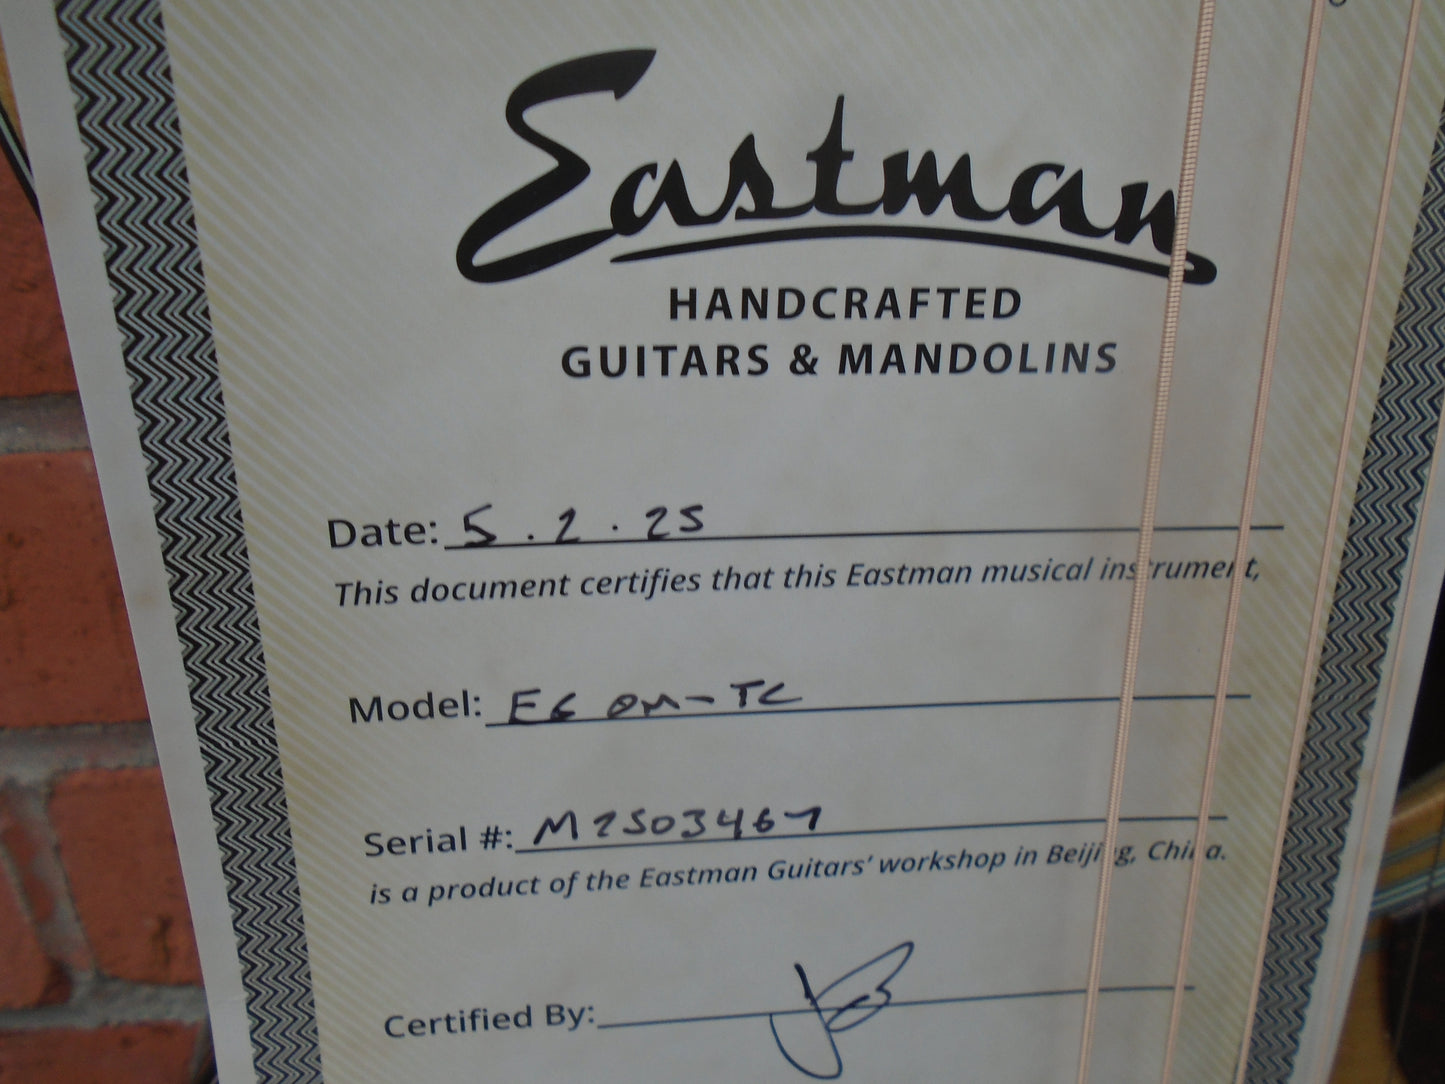 Eastman
HANDCRAFTED
GUITARS & MANDOLINS
Date: 5.2.25
This document certifies that this Eastman musical instrument,
Model: E6 OM-TC
Serial #: M2503467
is a product of the Eastman Guitars' workshop in Beijing, China.
Certified By: